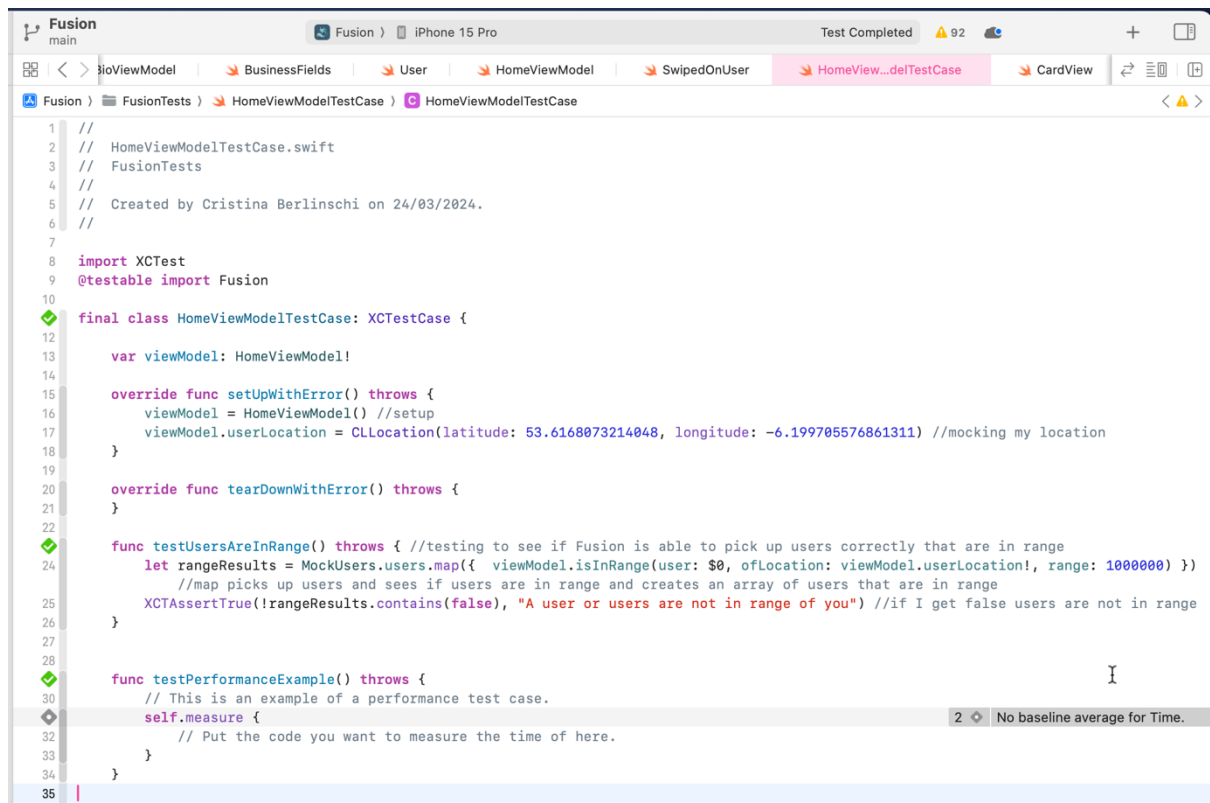 Fusion
main
Fusion 〉 iPhone 15 Pro
Test Completed
92
BioViewModel
BusinessFields
User
HomeViewModel
SwipedOnUser
HomeView...delTestCase
CardView
Fusion 〉 FusionTests 〉 HomeViewModelTestCase 〉 C HomeViewModelTestCase
1 //
2 //  HomeViewModelTestCase.swift
3 //  FusionTests
4 //
5 //  Created by Cristina Berlinschi on 24/03/2024.
6 //
7
8 import XCTest
9 @testable import Fusion
10
final class HomeViewModelTestCase: XCTestCase {
12
13     var viewModel: HomeViewModel!
14
15     override func setUpWithError() throws {
16         viewModel = HomeViewModel() //setup
17         viewModel.userLocation = CLLocation(latitude: 53.6168073214048, longitude: -6.199705576861311) //mocking my location
18     }
19
20     override func tearDownWithError() throws {
21     }
22
    func testUsersAreInRange() throws { //testing to see if Fusion is able to pick up users correctly that are in range
24         let rangeResults = MockUsers.users.map({  viewModel.isInRange(user: $0, ofLocation: viewModel.userLocation!, range: 1000000) })
            //map picks up users and sees if users are in range and creates an array of users that are in range
25         XCTAssertTrue(!rangeResults.contains(false), "A user or users are not in range of you") //if I get false users are not in range
26     }
27
28
    func testPerformanceExample() throws {
30         // This is an example of a performance test case.
        self.measure { 2 No baseline average for Time.
32             // Put the code you want to measure the time of here.
33         }
34     }
35